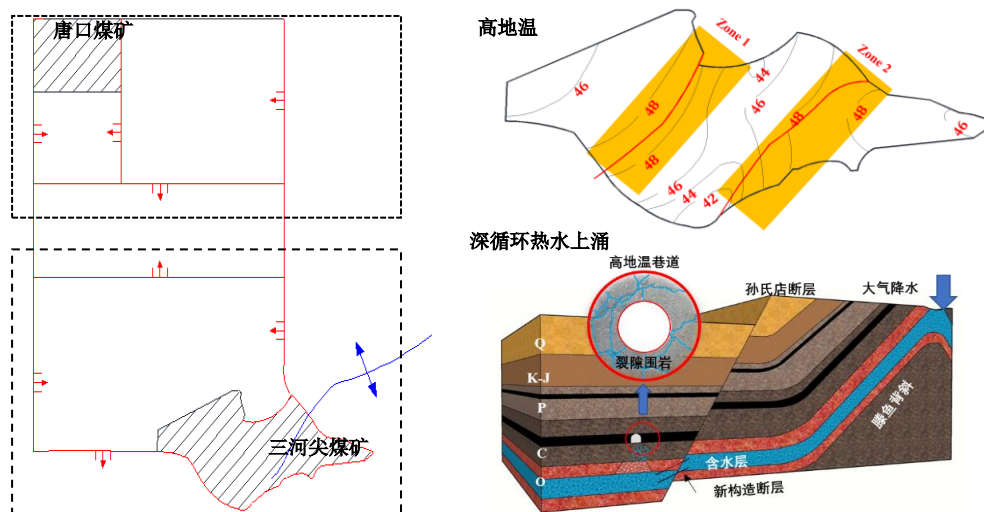 唐口煤矿
三河尖煤矿
高地温
Zone 1
Zone 2
46
48
48
46
44
42
44
46
48
48
46
深循环热水上涌
高地温巷道
裂隙围岩
孙氏店断层
大气降水
Q
K-J
P
C
O
滕鱼背斜
含水层
新构造断层